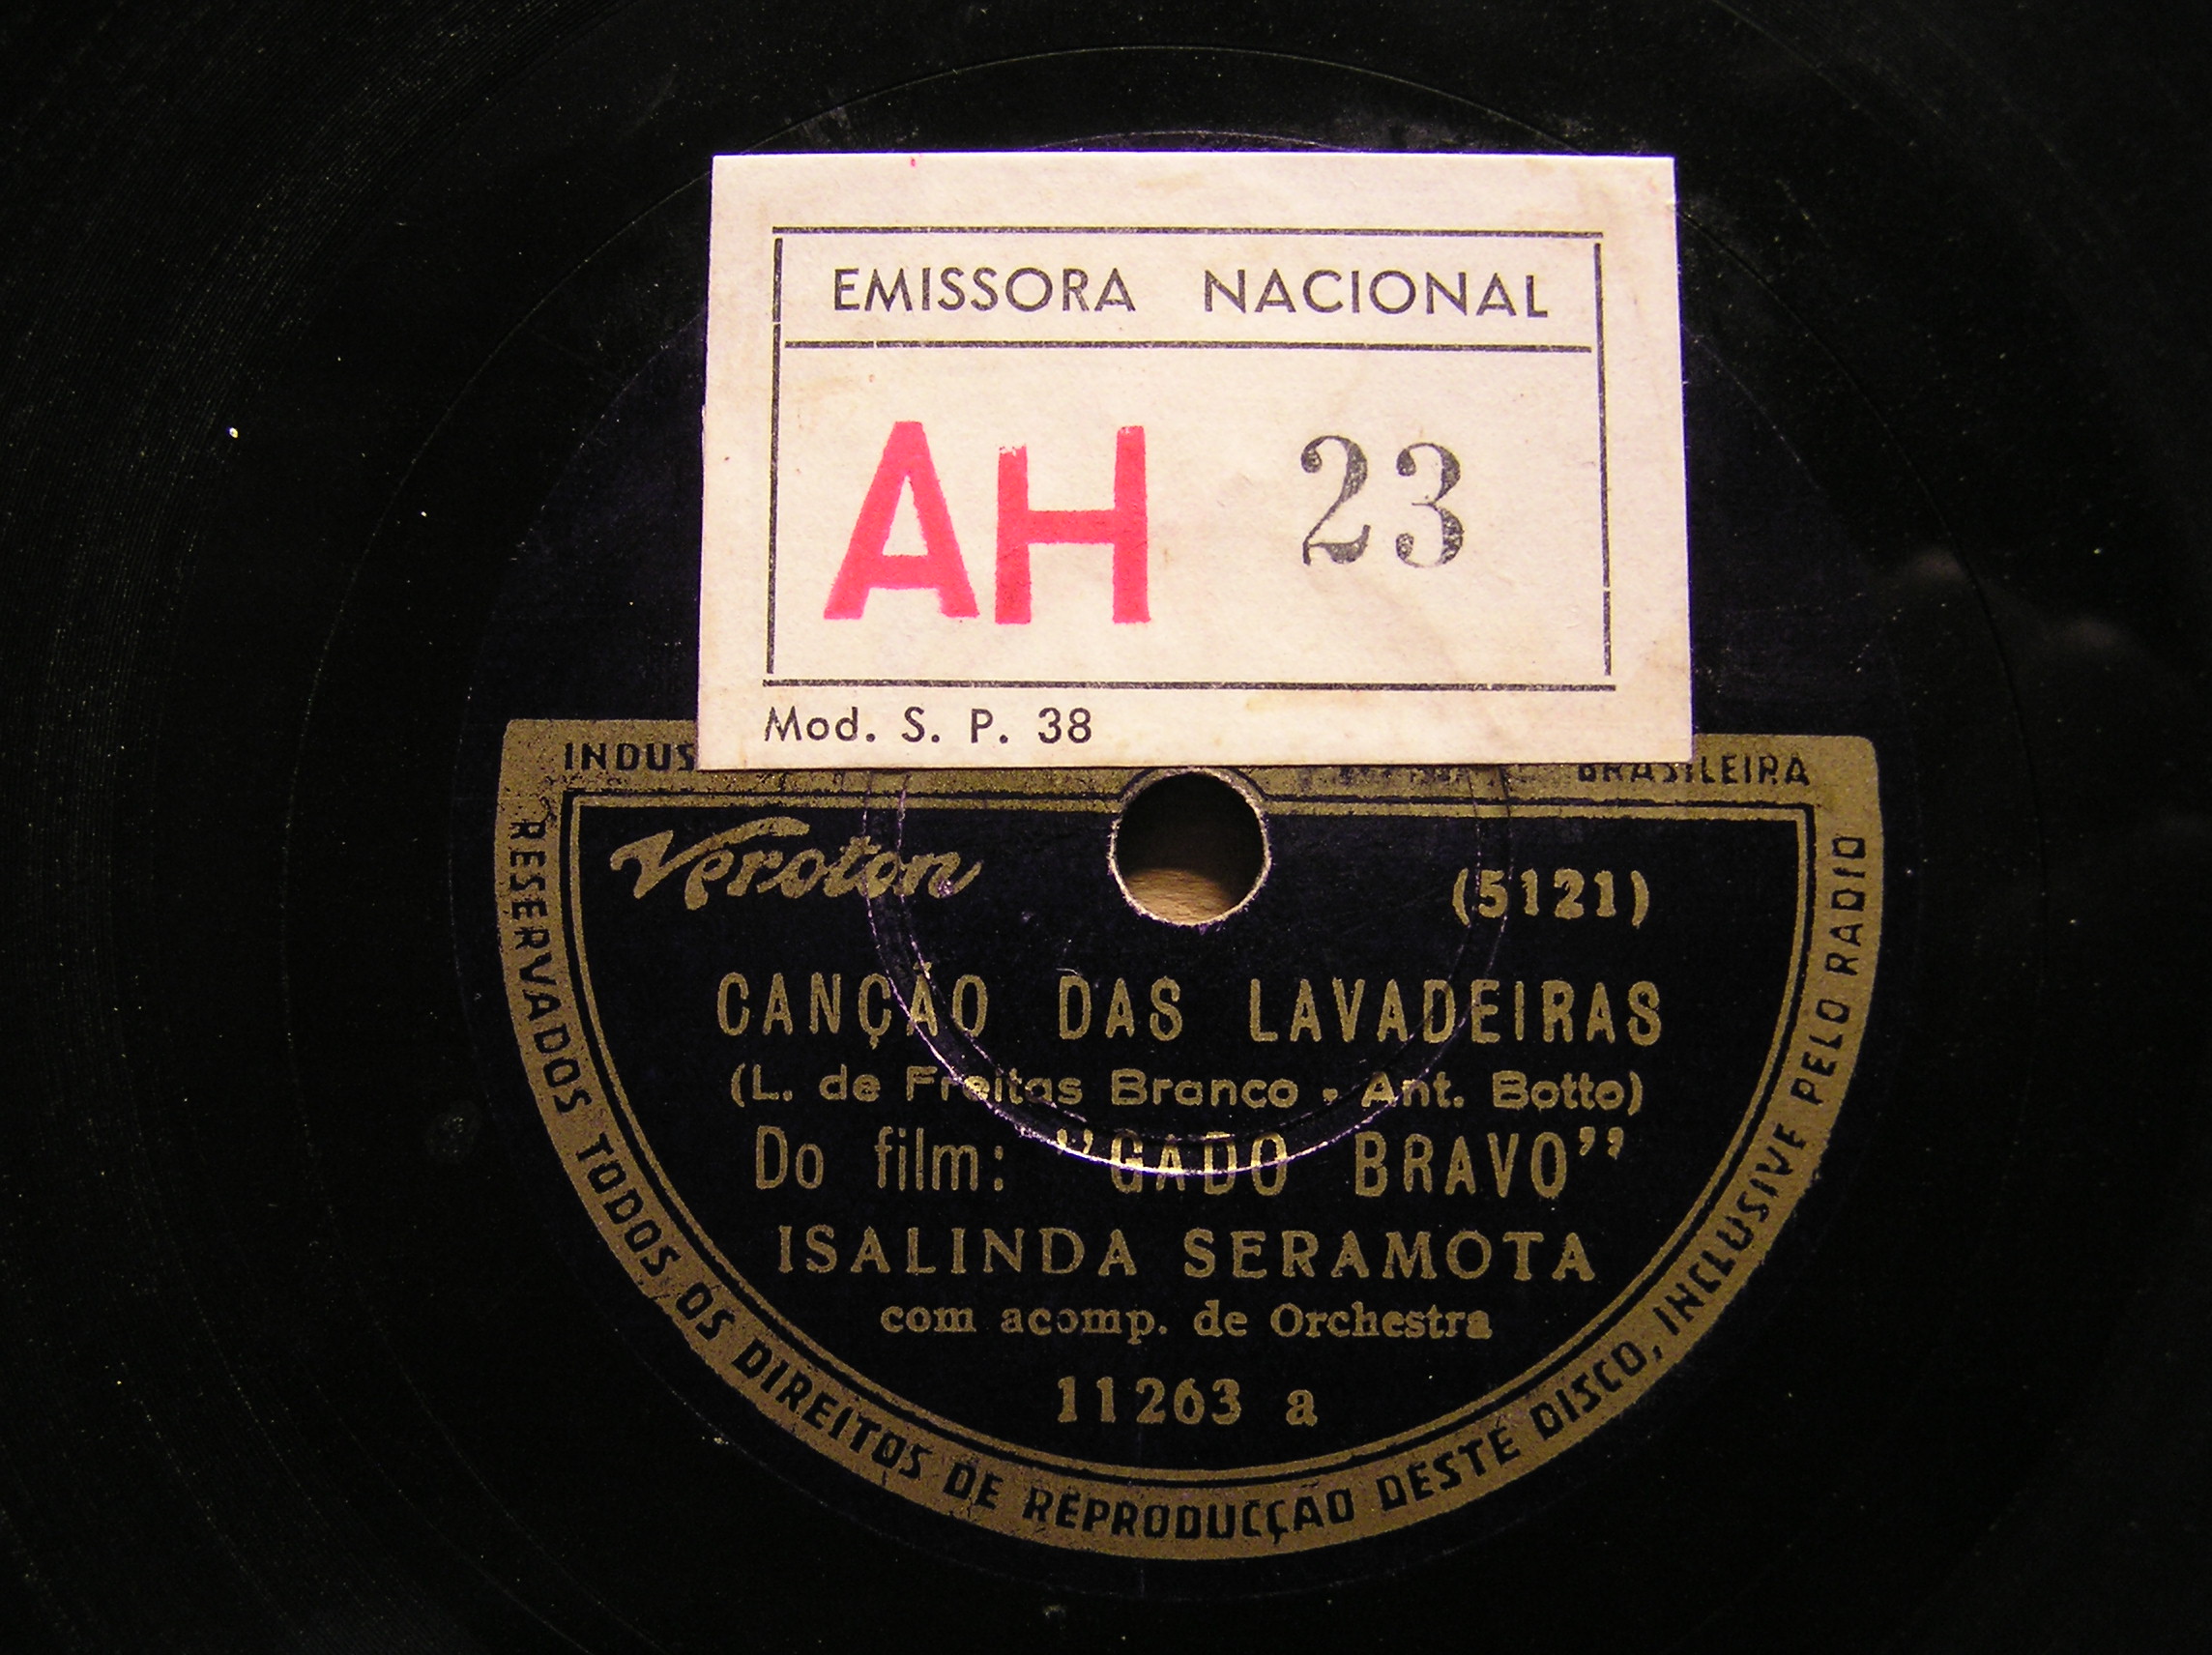 EMISSORA NACIONAL
AH 23
Mod. S. P. 38
BRASILEIRA
Veroton (5121)
CANÇÃO DAS LAVADEIRAS
(L. de Freitas Branco - Ant. Botto)
Do film: "GADO BRAVO"
ISALINDA SERAMOTA
com acomp. de Orchestra
11263 a
RESERVADOS TODOS OS DIREITOS DE REPRODUCÇAO DESTE DISCO, INCLUSIVE PELO RADIO